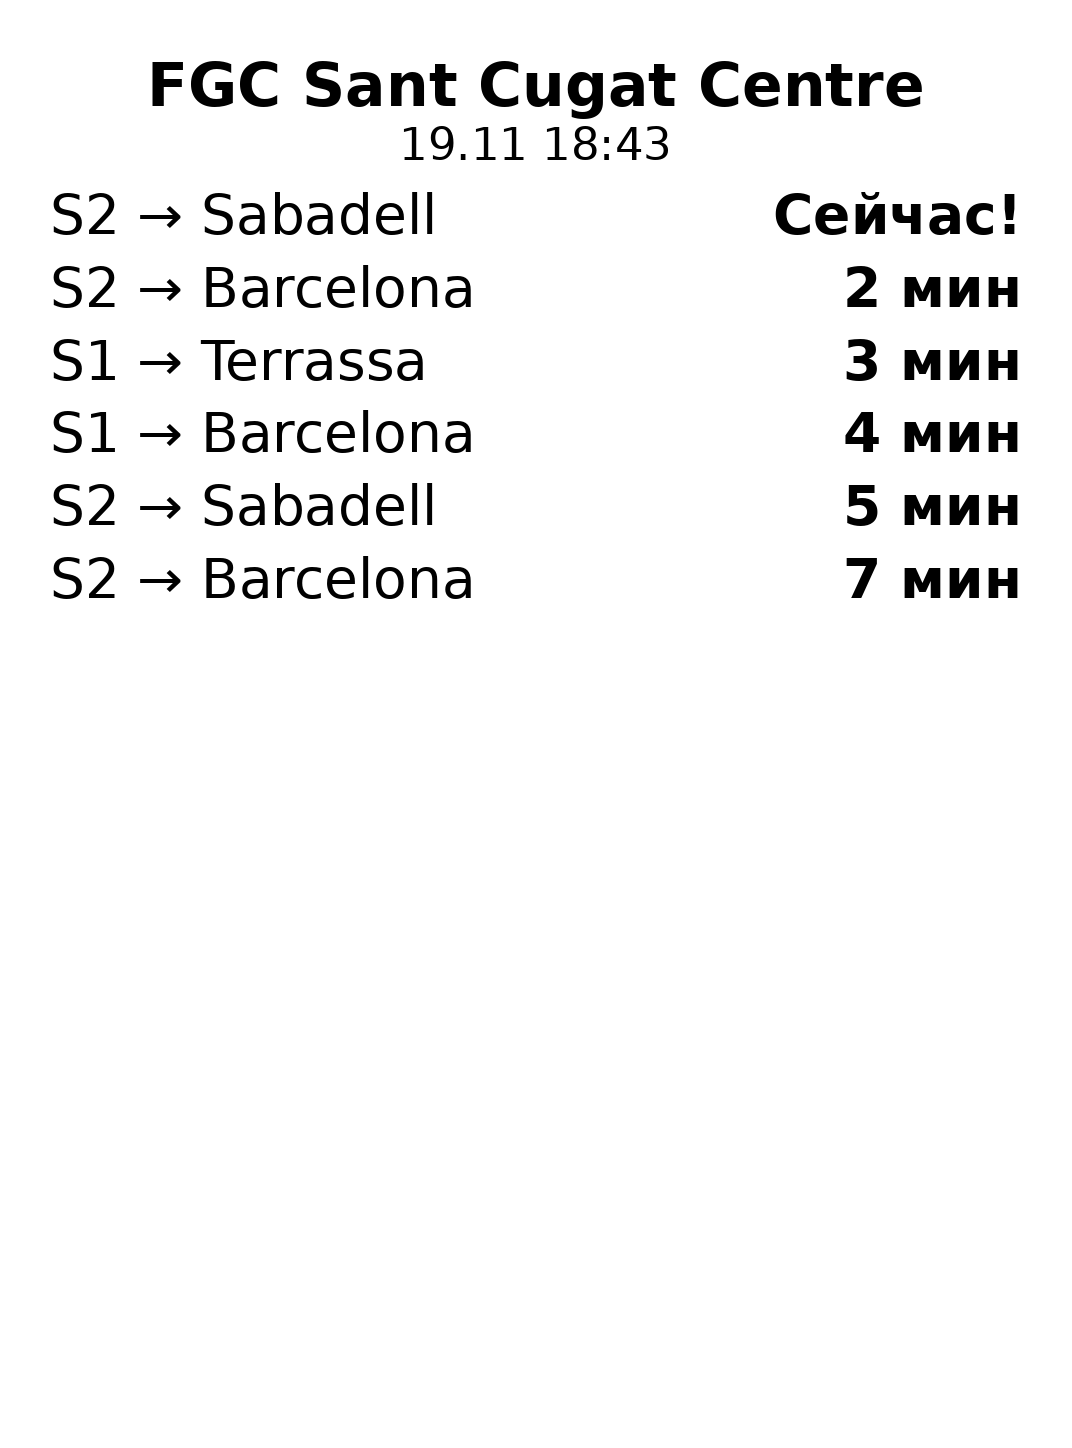 FGC Sant Cugat Centre
19.11 18:43
S2 → Sabadell Сейчас!
S2 → Barcelona 2 мин
S1 → Terrassa 3 мин
S1 → Barcelona 4 мин
S2 → Sabadell 5 мин
S2 → Barcelona 7 мин